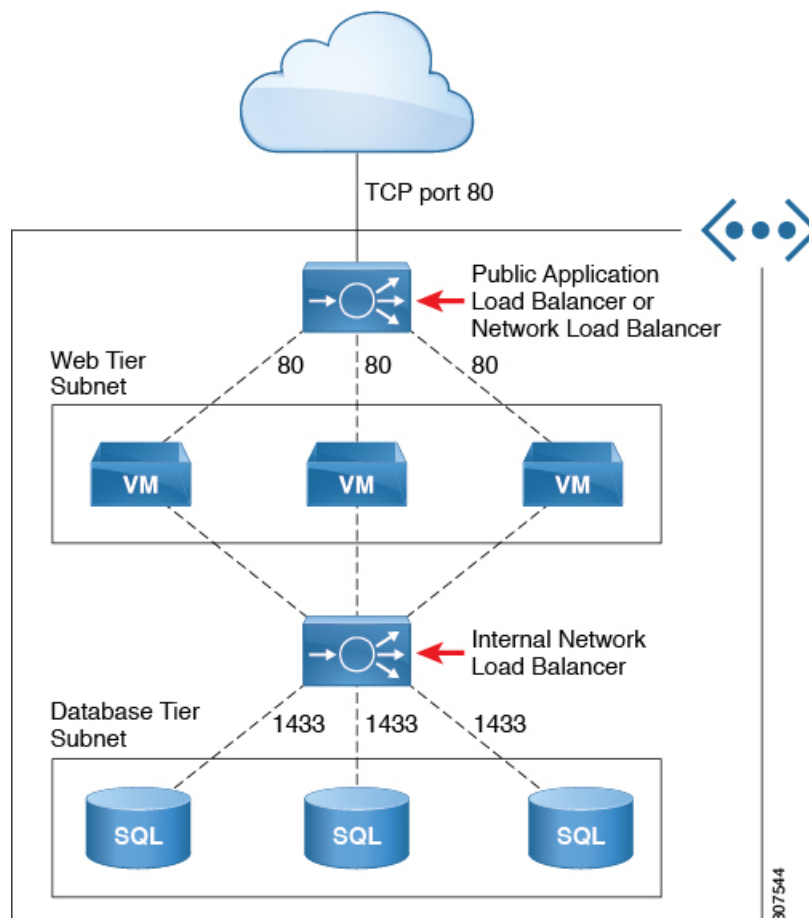 TCP port 80
Public Application
Load Balancer or
Network Load Balancer
Web Tier
Subnet
80
80
80
VM
VM
VM
Internal Network
Load Balancer
Database Tier
Subnet
1433
1433
1433
SQL
SQL
SQL
307544